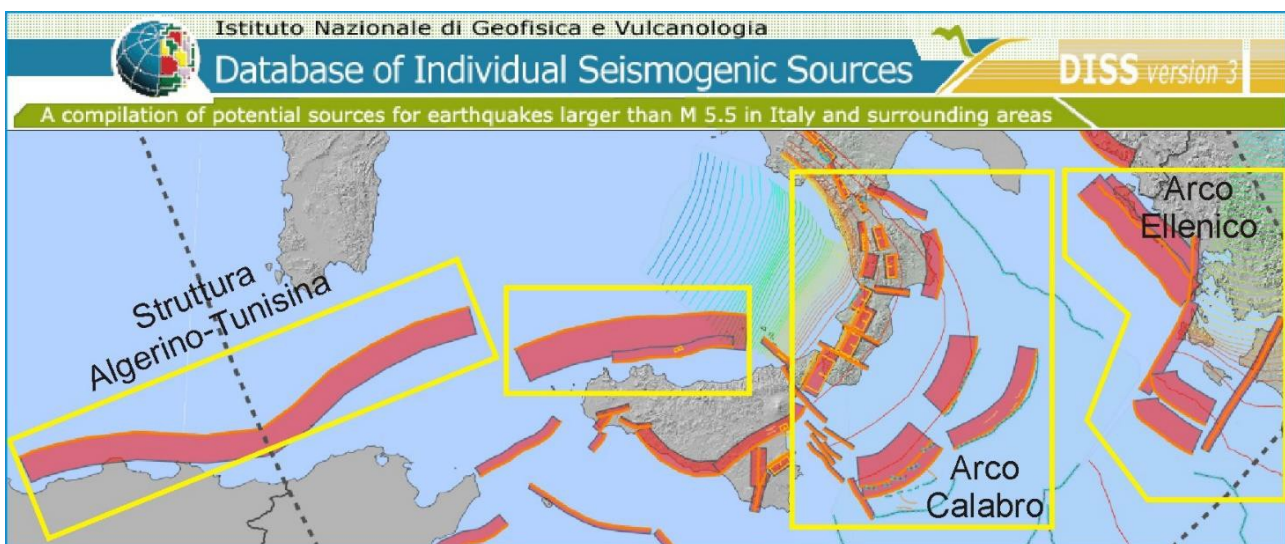 Istituto Nazionale di Geofisica e Vulcanologia
Database of Individual Seismogenic Sources
DISS version 3
A compilation of potential sources for earthquakes larger than M 5.5 in Italy and surrounding areas
Struttura
Algerino-Tunisina
Arco
Ellenico
Arco
Calabro